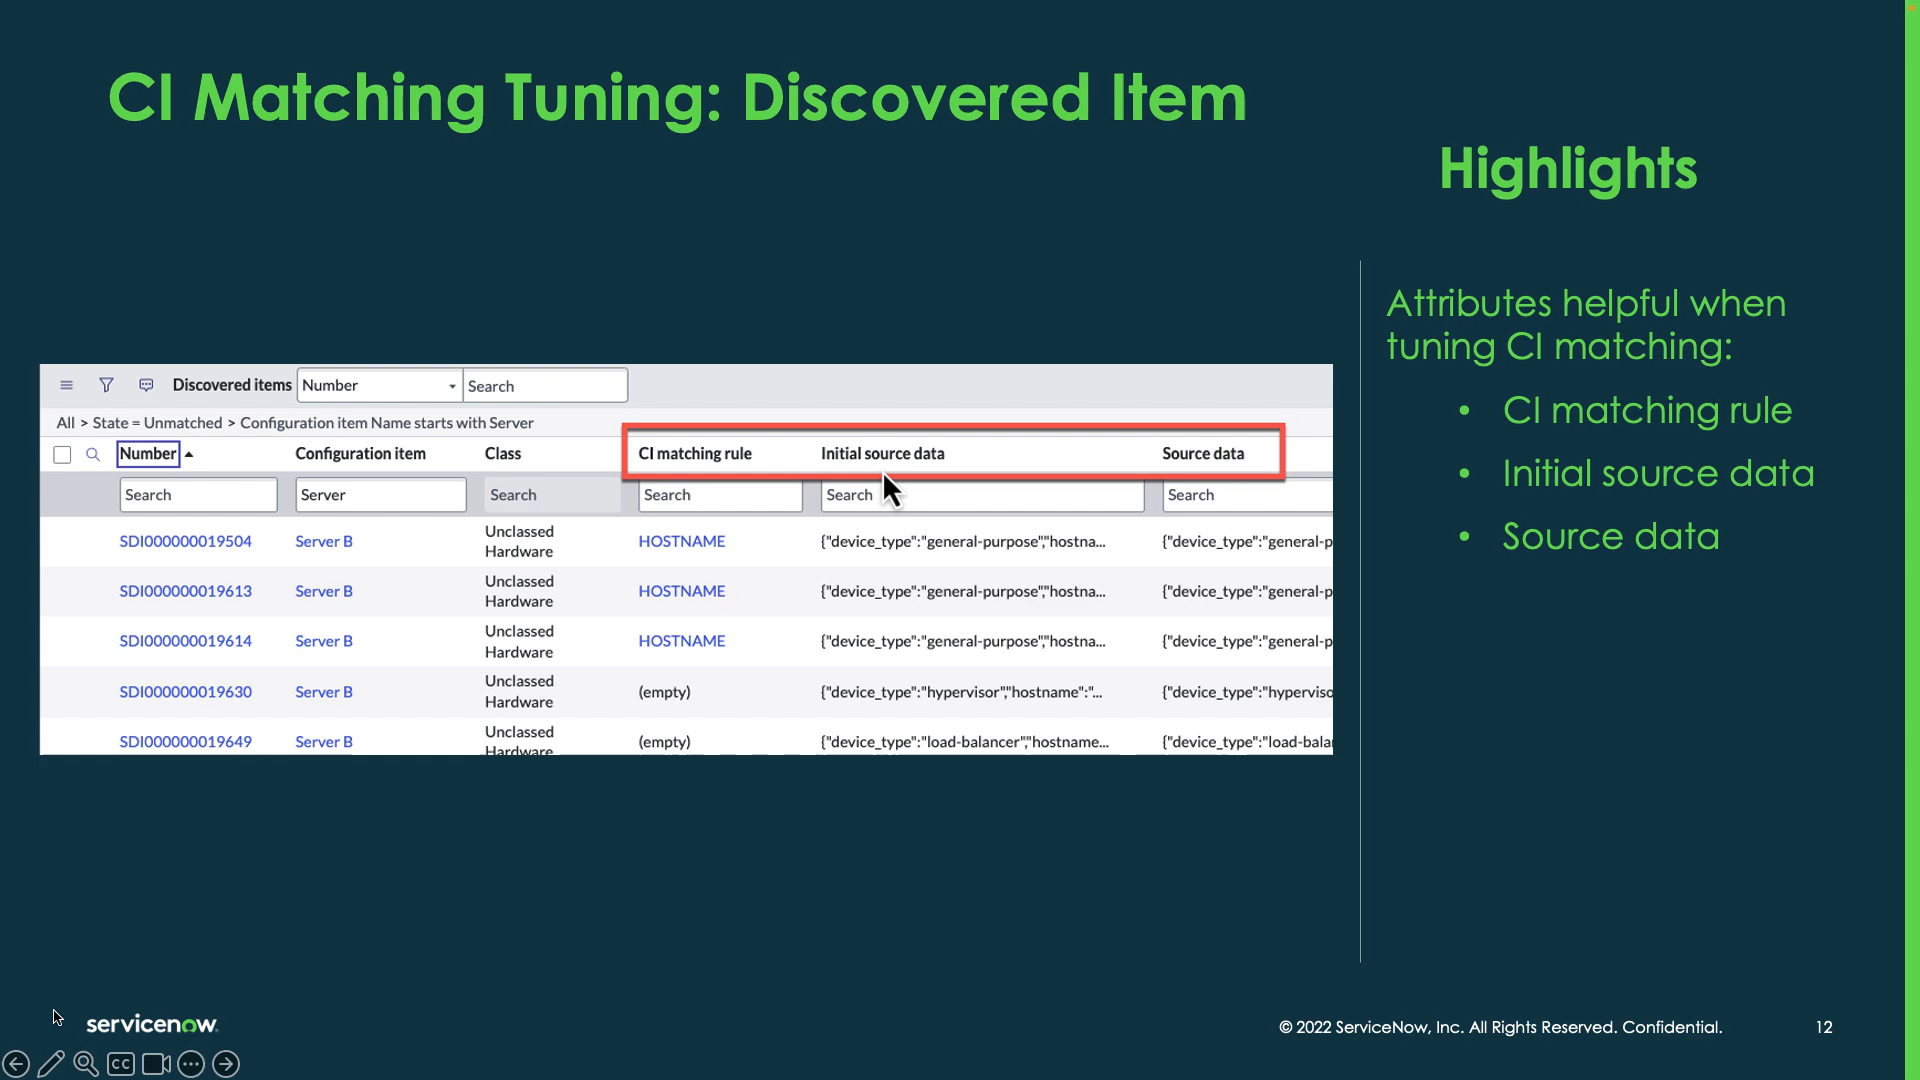 CI Matching Tuning: Discovered Item
Highlights
Attributes helpful when
tuning CI matching:
• CI matching rule
• Initial source data
• Source data
Discovered items Number Search
All > State = Unmatched > Configuration item Name starts with Server
Number Configuration item Class CI matching rule Initial source data Source data
Search Server Search Search Search Search
SDI000000019504 Server B Unclassed Hardware HOSTNAME {"device_type":"general-purpose","hostna... {"device_type":"general-p
SDI000000019613 Server B Unclassed Hardware HOSTNAME {"device_type":"general-purpose","hostna... {"device_type":"general-p
SDI000000019614 Server B Unclassed Hardware HOSTNAME {"device_type":"general-purpose","hostna... {"device_type":"general-p
SDI000000019630 Server B Unclassed Hardware (empty) {"device_type":"hypervisor","hostname":"... {"device_type":"hyperviso
SDI000000019649 Server B Unclassed Hardware (empty) {"device_type":"load-balancer","hostname... {"device_type":"load-bala
servicenow
© 2022 ServiceNow, Inc. All Rights Reserved. Confidential.
12
CC